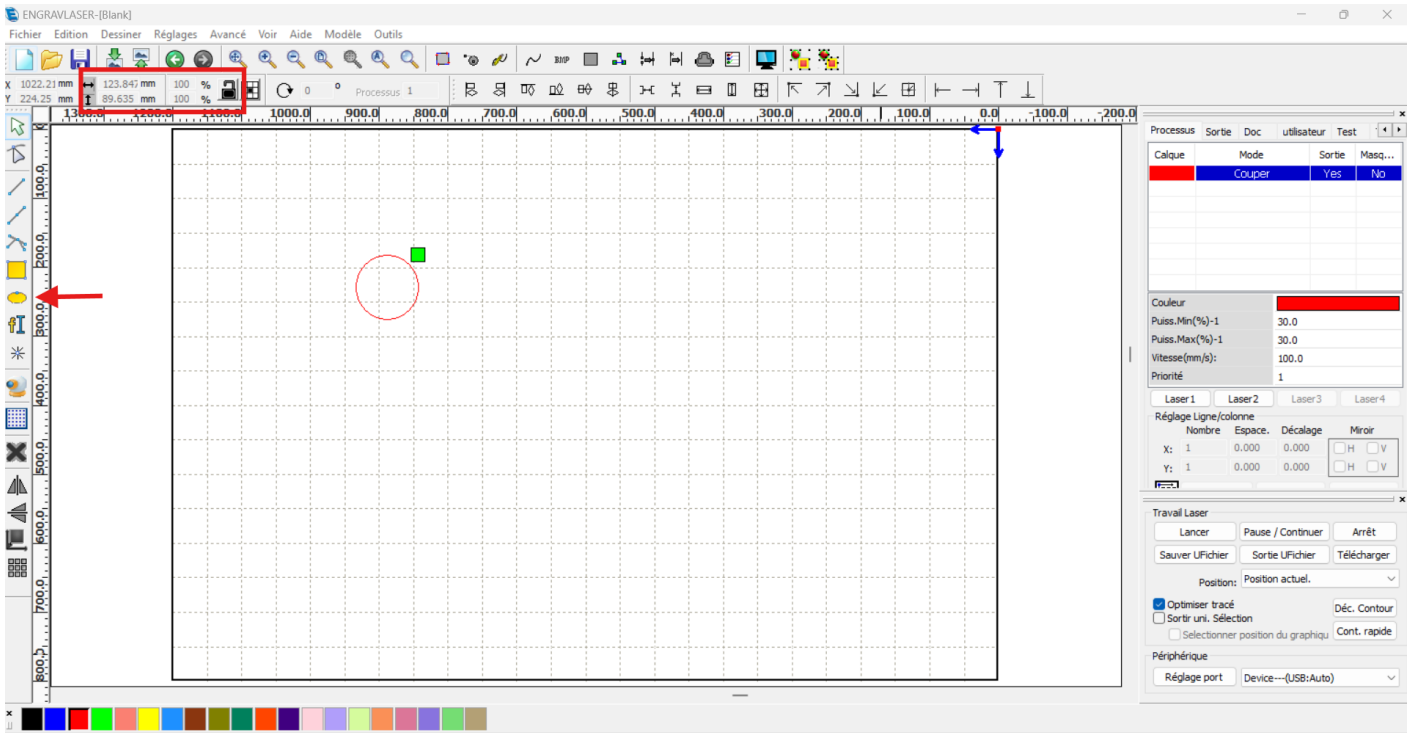 ENGRAVLASER-[Blank]
Fichier Edition Dessiner Réglages Avancé Voir Aide Modèle Outils
BMP
X 1022.21 mm 123.847 mm 100 %
Y 224.25 mm 89.635 mm 100 %
0 ° Processus 1
1300.0 1200.0 1100.0 1000.0 900.0 800.0 700.0 600.0 500.0 400.0 300.0 200.0 100.0 0.0 -100.0 -200.0
100.0
200.0
300.0
400.0
500.0
600.0
700.0
800.0
Processus Sortie Doc utilisateur Test
Calque Mode Sortie Masq...
Couper Yes No
Couleur
Puiss.Min(%)-1 30.0
Puiss.Max(%)-1 30.0
Vitesse(mm/s): 100.0
Priorité 1
Laser1 Laser2 Laser3 Laser4
Réglage Ligne/colonne
Nombre Espace. Décalage Miroir
X: 1 0.000 0.000 H V
Y: 1 0.000 0.000 H V
Travail Laser
Lancer Pause / Continuer Arrêt
Sauver UFichier Sortie UFichier Télécharger
Position: Position actuel.
Optimiser tracé
Déc. Contour
Sortir uni. Sélection
Selectionner position du graphiqu Cont. rapide
Périphérique
Réglage port Device---(USB:Auto)